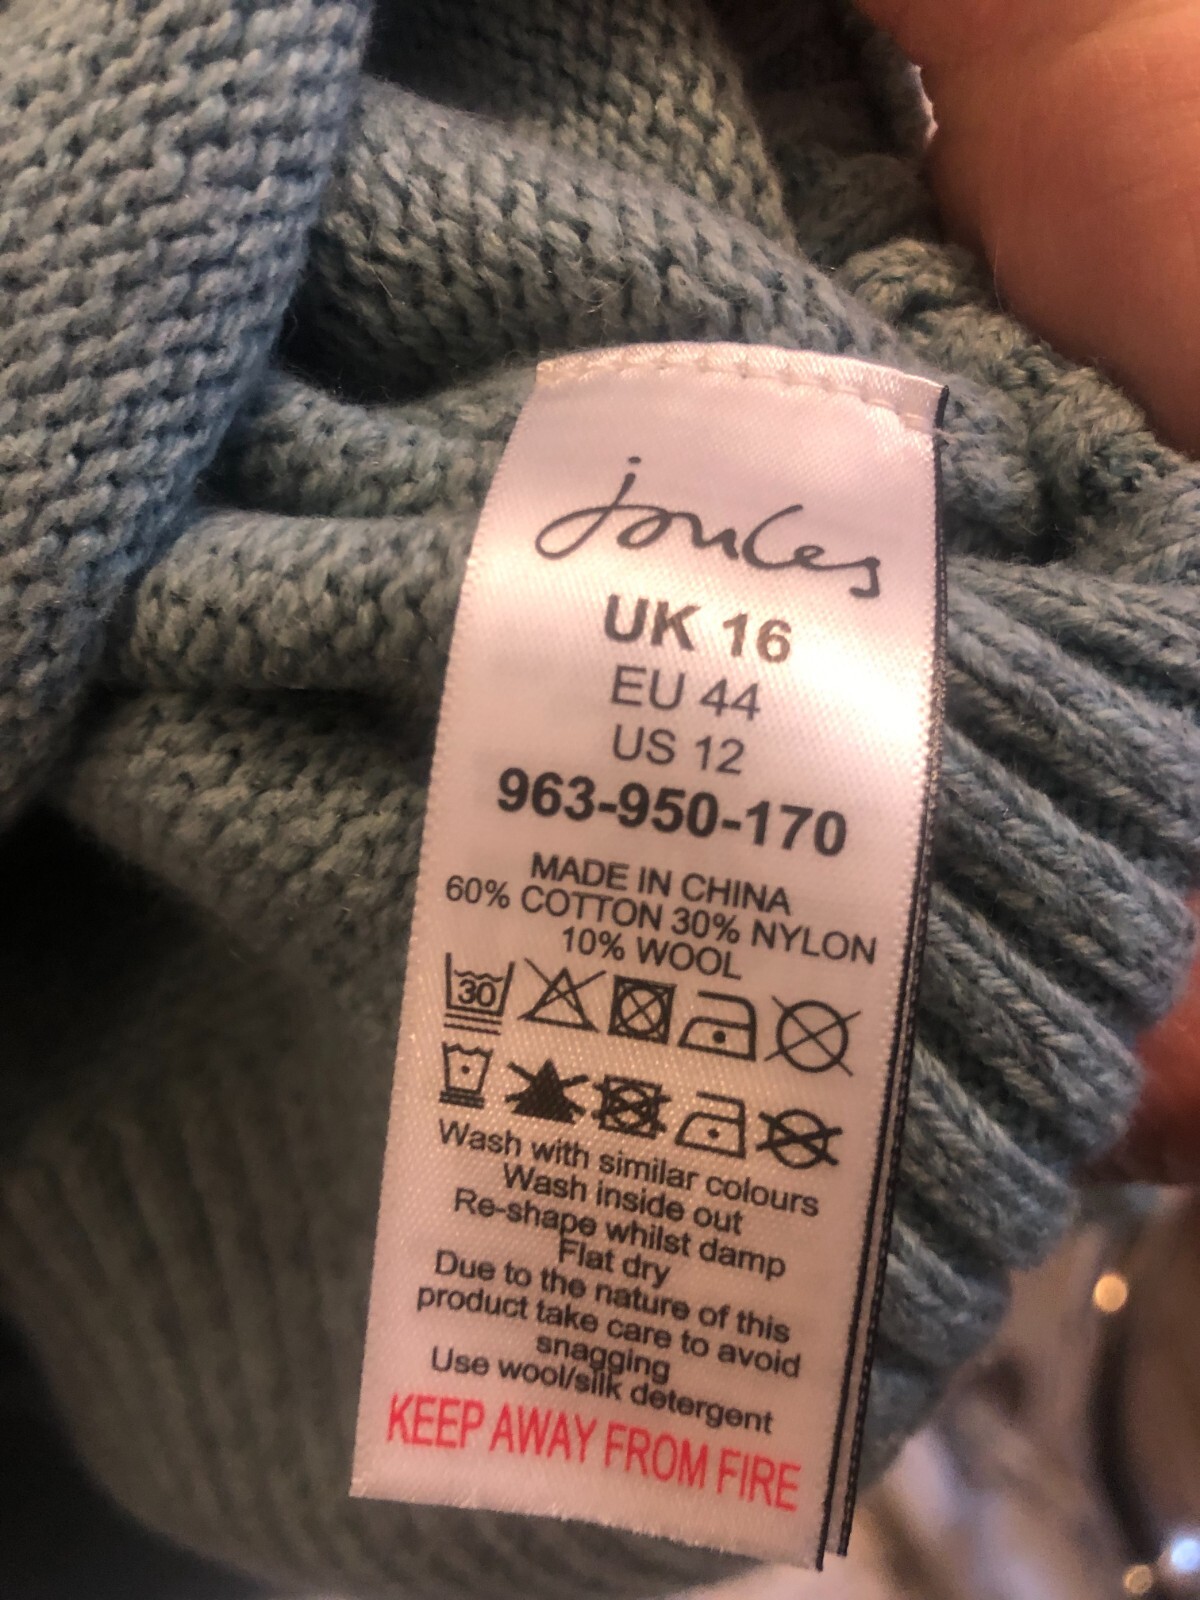 joules
UK 16
EU 44
US 12
963-950-170
MADE IN CHINA
60% COTTON 30% NYLON
10% WOOL
30
Wash with similar colours
Wash inside out
Re-shape whilst damp
Flat dry
Due to the nature of this
product take care to avoid
snagging
Use wool/silk detergent
KEEP AWAY FROM FIRE